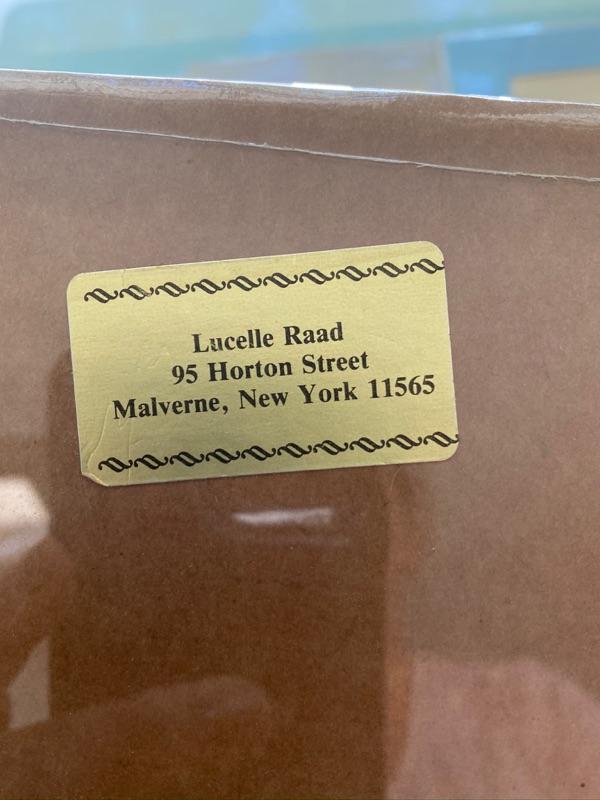 Lucelle Raad
95 Horton Street
Malverne, New York 11565